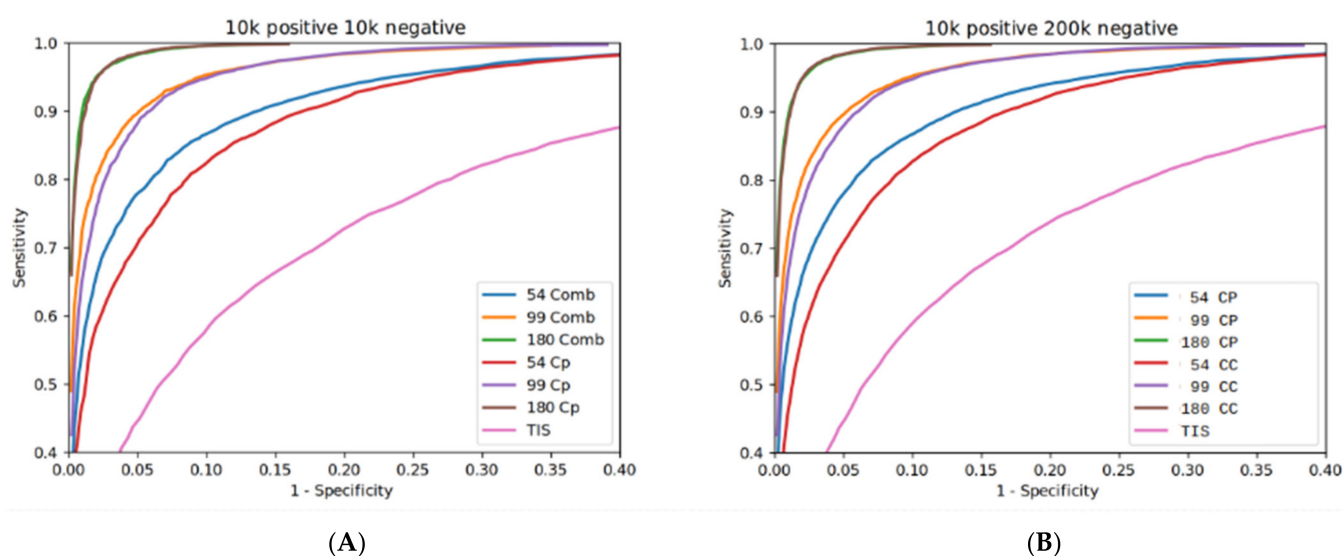 10k positive 10k negative
1.0
0.9
0.8
0.7
0.6
0.5
0.4
Sensitivity
0.00 0.05 0.10 0.15 0.20 0.25 0.30 0.35 0.40
1 - Specificity
54 Comb
99 Comb
180 Comb
54 Cp
99 Cp
180 Cp
TIS
(A)
10k positive 200k negative
1.0
0.9
0.8
0.7
0.6
0.5
0.4
Sensitivity
0.00 0.05 0.10 0.15 0.20 0.25 0.30 0.35 0.40
1 - Specificity
54 CP
99 CP
180 CP
54 CC
99 CC
180 CC
TIS
(B)